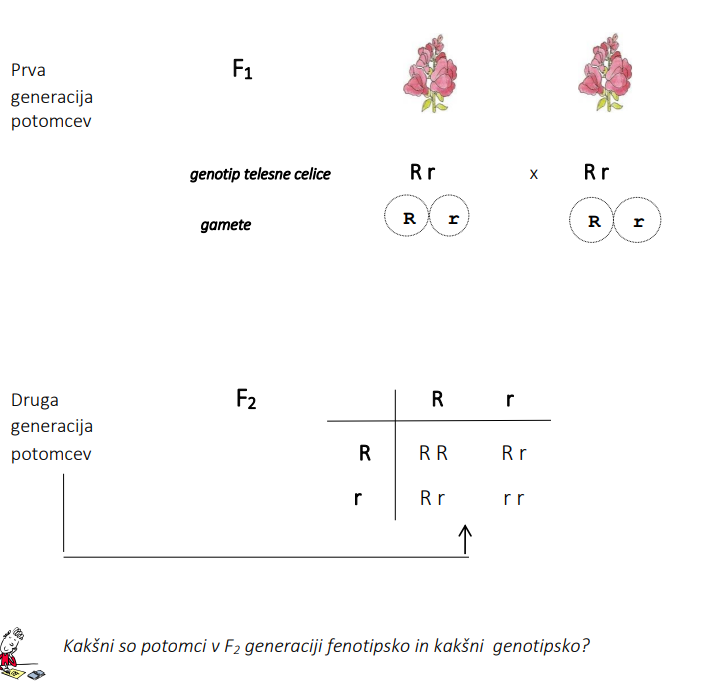 Prva
generacija
potomcev
F1
genotip telesne celice
R r x R r
gamete
R r R r
Druga
generacija
potomcev
F2
R r
R R R R r
r R r r r
Kakšni so potomci v F2 generaciji fenotipsko in kakšni genotipsko?